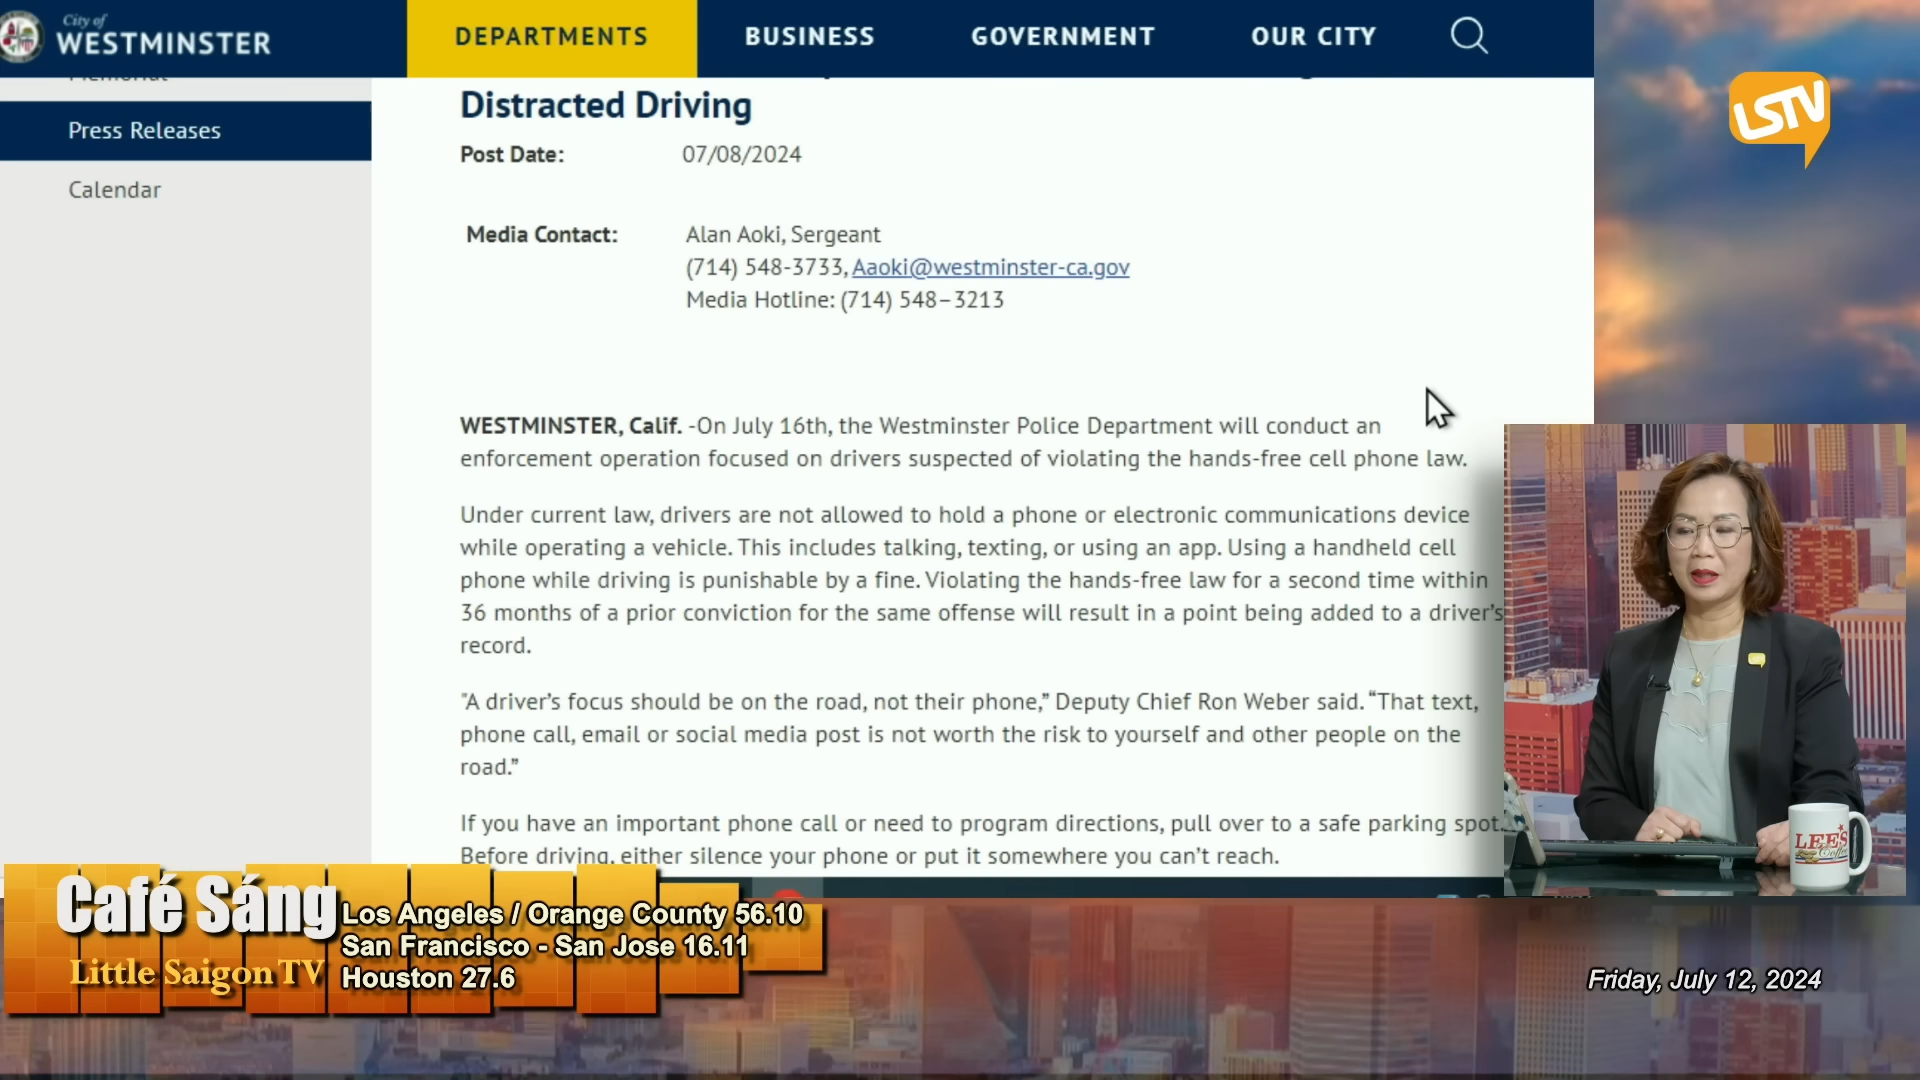 City of
WESTMINSTER
DEPARTMENTS
BUSINESS
GOVERNMENT
OUR CITY
LSTV
Memorial
Press Releases
Calendar
Distracted Driving
Post Date: 07/08/2024
Media Contact: Alan Aoki, Sergeant
(714) 548-3733, Aaoki@westminster-ca.gov
Media Hotline: (714) 548–3213
WESTMINSTER, Calif. -On July 16th, the Westminster Police Department will conduct an
enforcement operation focused on drivers suspected of violating the hands-free cell phone law.
Under current law, drivers are not allowed to hold a phone or electronic communications device
while operating a vehicle. This includes talking, texting, or using an app. Using a handheld cell
phone while driving is punishable by a fine. Violating the hands-free law for a second time within
36 months of a prior conviction for the same offense will result in a point being added to a driver’s
record.
"A driver’s focus should be on the road, not their phone,” Deputy Chief Ron Weber said. “That text,
phone call, email or social media post is not worth the risk to yourself and other people on the
road.”
If you have an important phone call or need to program directions, pull over to a safe parking spot.
Before driving, either silence your phone or put it somewhere you can’t reach.
LEE'S
Coffee
Café Sáng
Little Saigon TV
Los Angeles / Orange County 56.10
San Francisco - San Jose 16.11
Houston 27.6
Friday, July 12, 2024